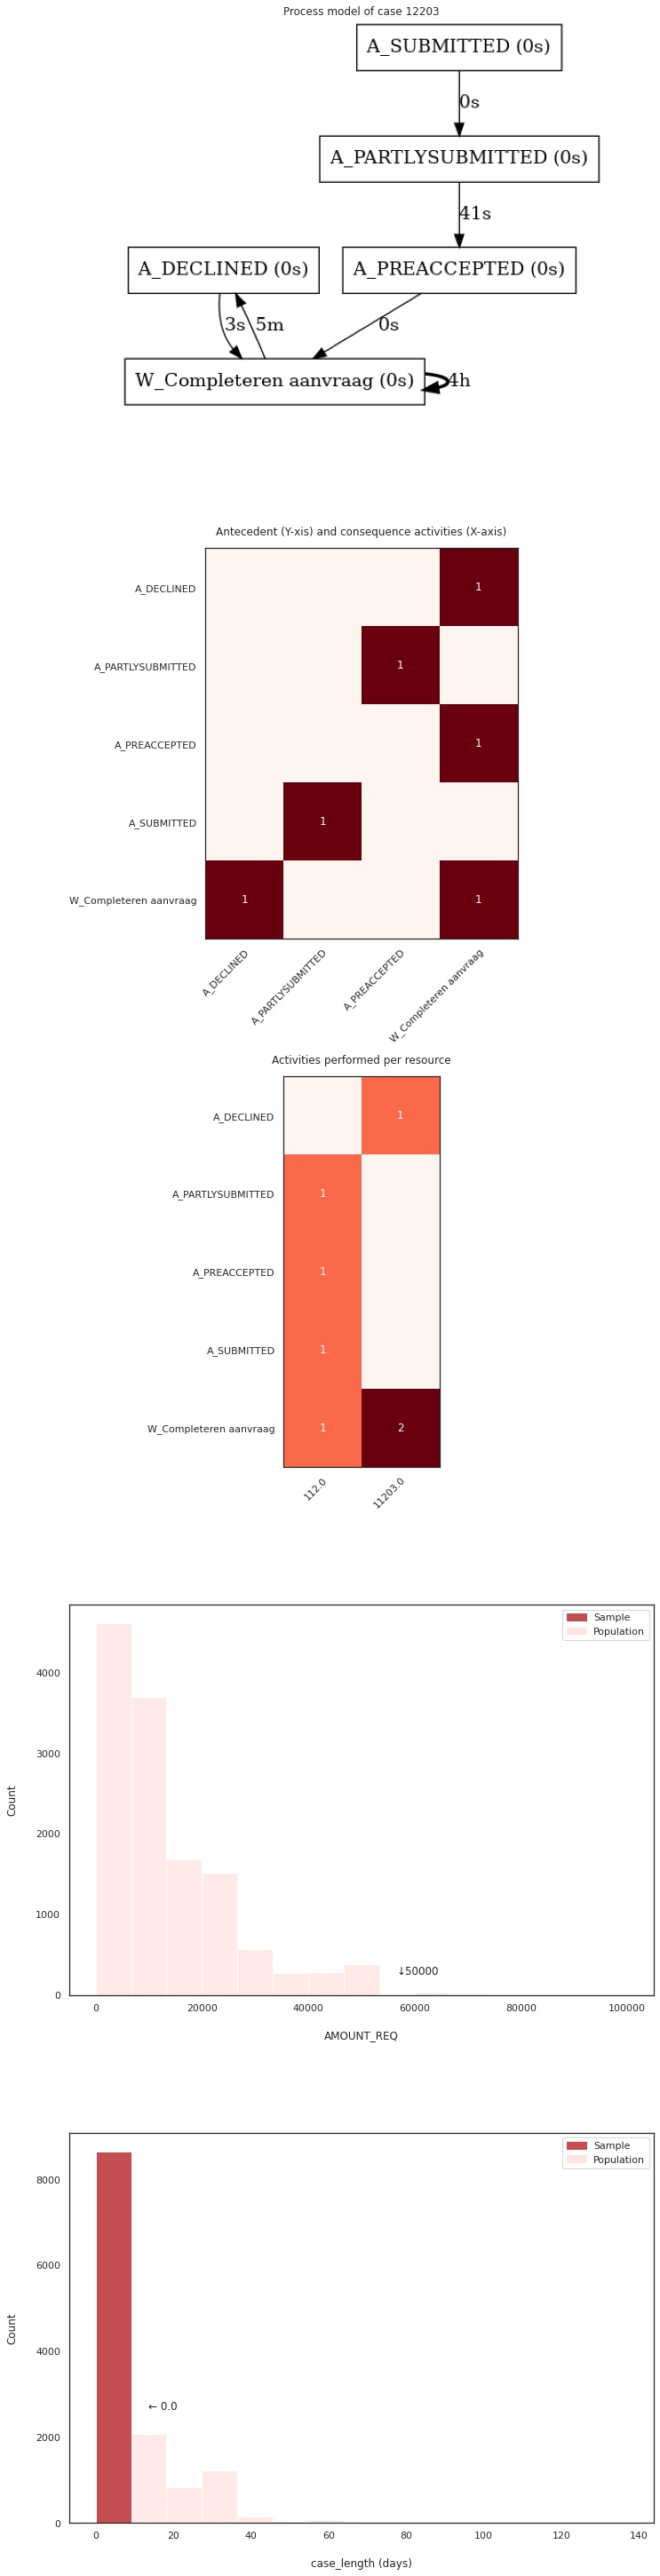 Process model of case 12203
A_SUBMITTED (0s)
0s
A_PARTLYSUBMITTED (0s)
41s
A_DECLINED (0s)
A_PREACCEPTED (0s)
3s
5m
0s
W_Completeren aanvraag (0s)
4h
Antecedent (Y-xis) and consequence activities (X-axis)
A_DECLINED
1
A_PARTLYSUBMITTED
1
A_PREACCEPTED
1
A_SUBMITTED
1
W_Completeren aanvraag
1
1
A_DECLINED
A_PARTLYSUBMITTED
A_PREACCEPTED
W_Completeren aanvraag
Activities performed per resource
A_DECLINED
1
A_PARTLYSUBMITTED
1
A_PREACCEPTED
1
A_SUBMITTED
1
W_Completeren aanvraag
1
2
112.0
11203.0
Sample
Population
4000
3000
2000
1000
0
Count
↓50000
0
20000
40000
60000
80000
100000
AMOUNT_REQ
Sample
Population
8000
6000
4000
2000
0
Count
← 0.0
0
20
40
60
80
100
120
140
case_length (days)